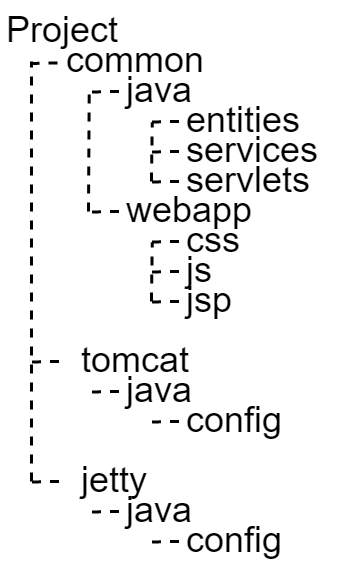 Project
common
java
entities
services
servlets
webapp
css
js
jsp
tomcat
java
config
jetty
java
config